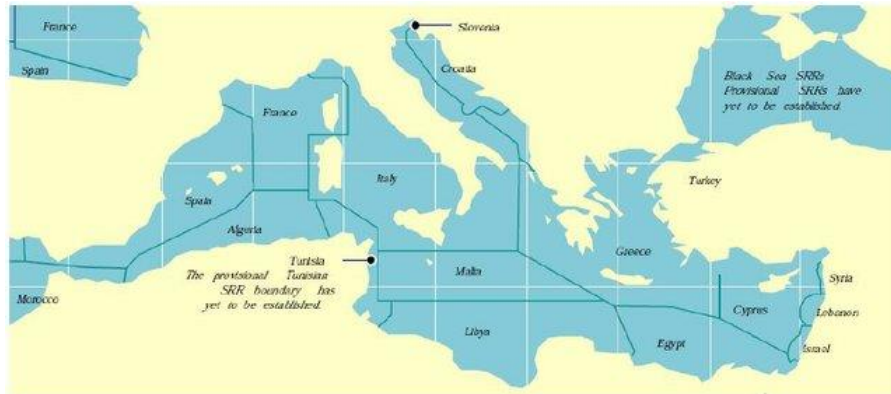 France
Slovenia
Spain
Croatia
Black Sea SRRs
Provisional SRRs have
yet to be established.
France
Italy
Turkey
Spain
Algeria
Greece
Tunisia
Malta
The provisional Tunisian
SRR boundary has
yet to be established.
Morocco
Syria
Cyprus
Lebanon
Libya
Egypt
Israel